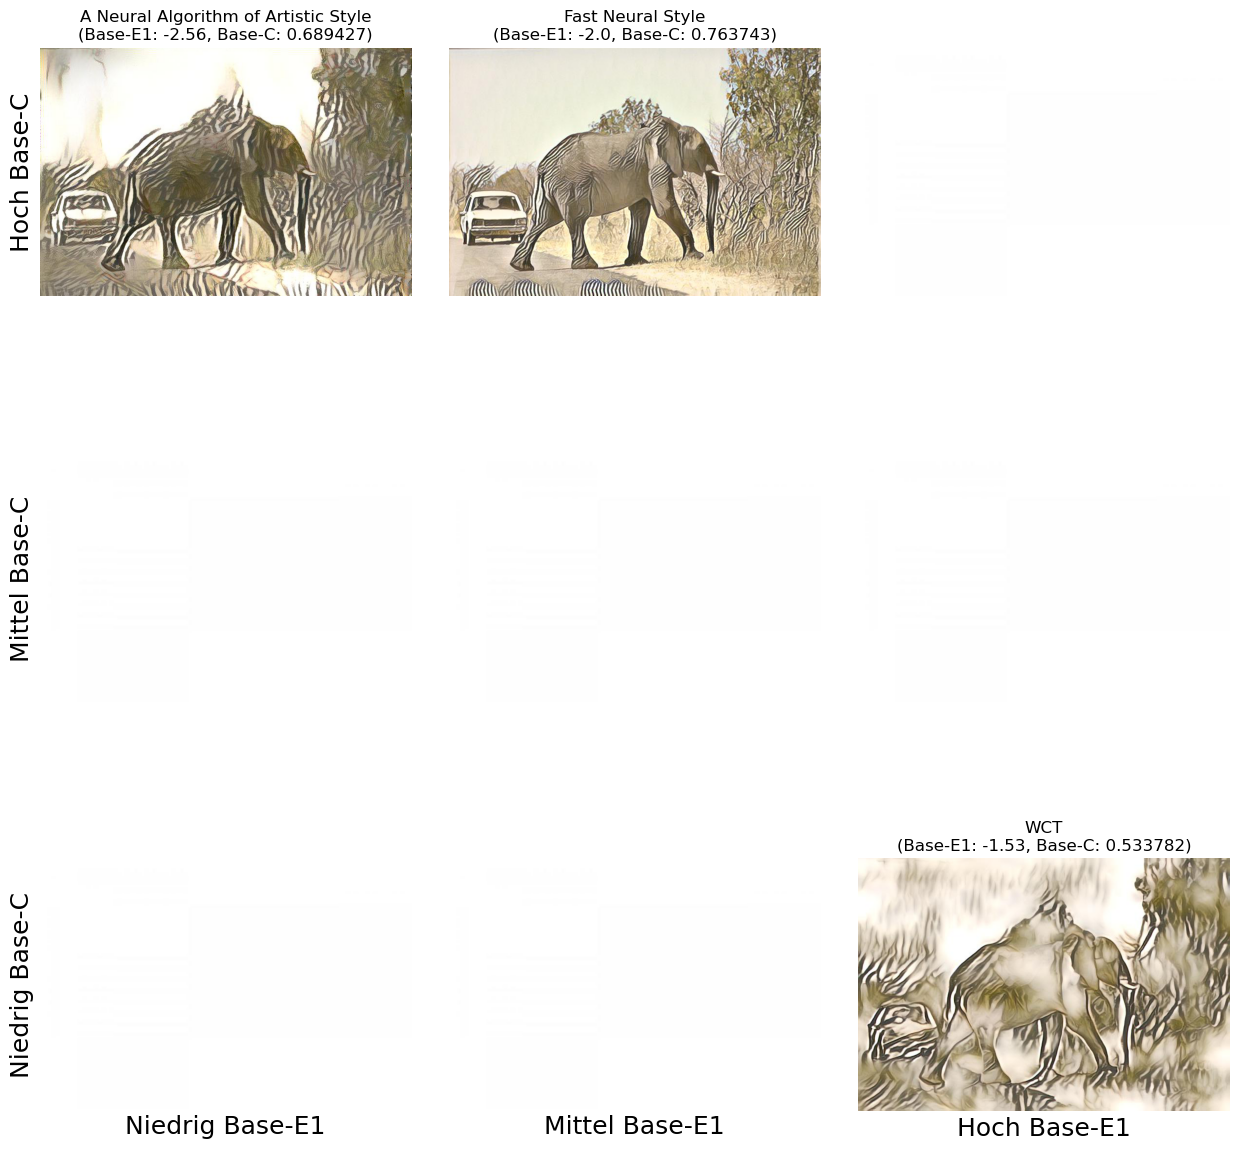 A Neural Algorithm of Artistic Style
(Base-E1: -2.56, Base-C: 0.689427)
Fast Neural Style
(Base-E1: -2.0, Base-C: 0.763743)
Hoch Base-C
Mittel Base-C
WCT
(Base-E1: -1.53, Base-C: 0.533782)
Niedrig Base-C
Niedrig Base-E1
Mittel Base-E1
Hoch Base-E1